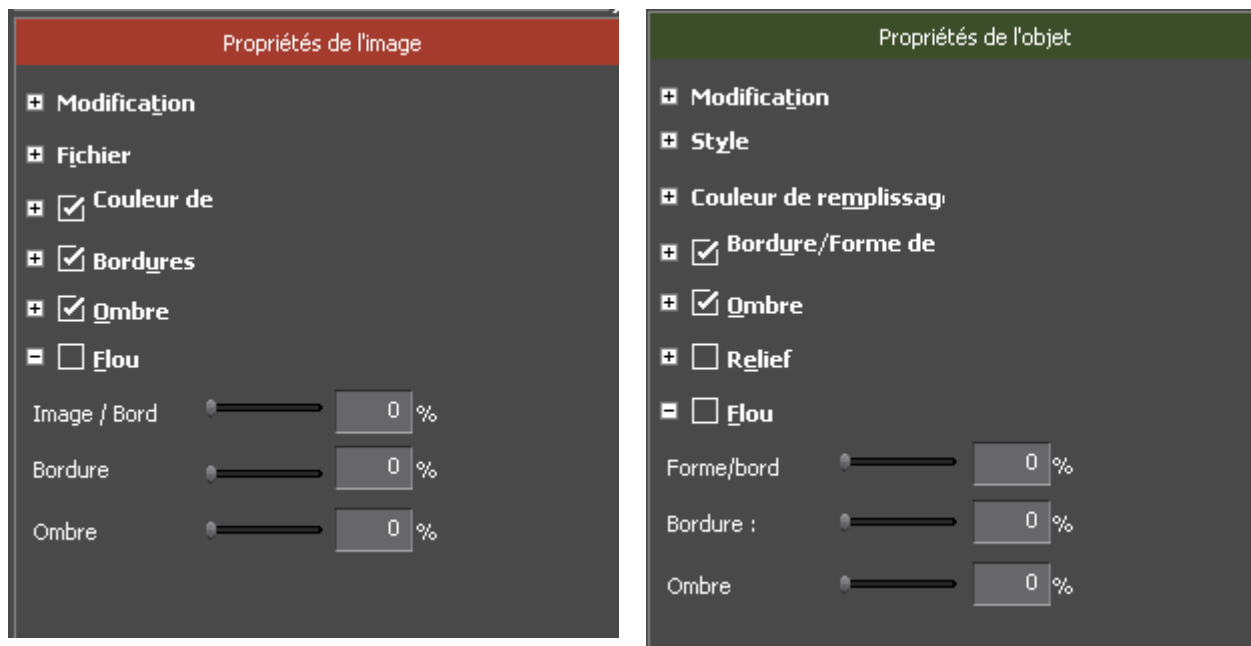 Propriétés de l'image
Modification
Fichier
Couleur de
Bordures
Ombre
Flou
Image / Bord 0 %
Bordure 0 %
Ombre 0 %
Propriétés de l'objet
Modification
Style
Couleur de remplissag
Bordure/Forme de
Ombre
Relief
Flou
Forme/bord 0 %
Bordure : 0 %
Ombre 0 %